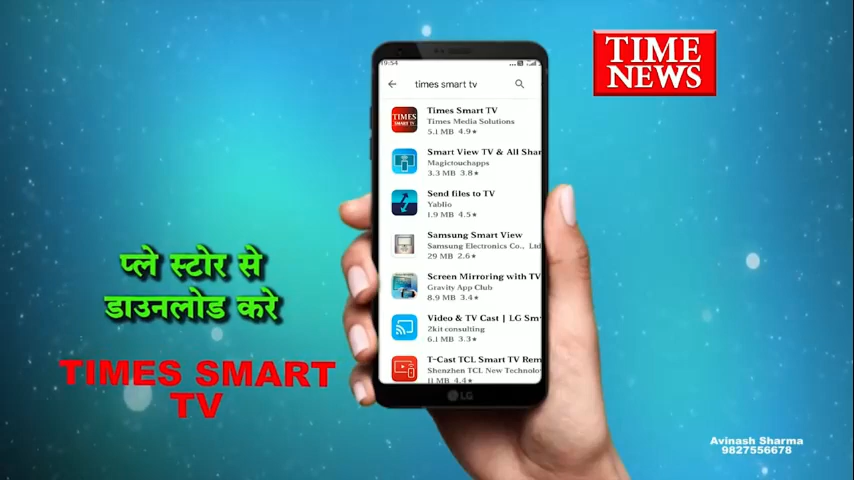 TIME
NEWS
19:54
times smart tv
Times Smart TV
Times Media Solutions
5.1 MB 4.9★
Smart View TV & All Shar
Magictouchapps
3.3 MB 3.8★
Send files to TV
Yablio
1.9 MB 4.5★
Samsung Smart View
Samsung Electronics Co., Ltd
29 MB 2.6★
Screen Mirroring with TV
Gravity App Club
8.9 MB 3.4★
Video & TV Cast | LG Sm
2kit consulting
6.1 MB 3.3★
T-Cast TCL Smart TV Rem
Shenzhen TCL New Technolo
11 MB 4.4★
LG
TIMES
SMART TV
प्ले स्टोर से
डाउनलोड करे
TIMES SMART
TV
Avinash Sharma
9827556678